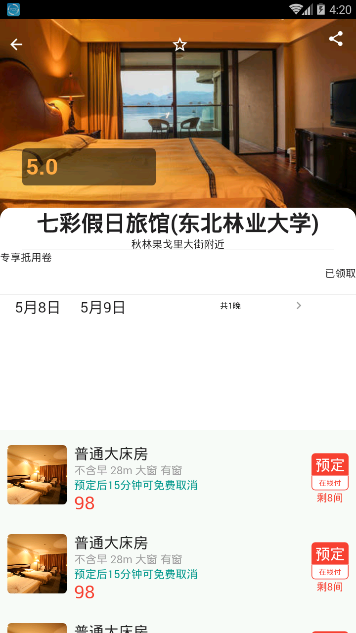 4:20
5.0
七彩假日旅馆(东北林业大学)
秋林果戈里大街附近
专享抵用卷
已领取
5月8日 5月9日 共1晚
普通大床房
不含早 28m 大窗 有窗
预定后15分钟可免费取消
98
预定
在线付
剩8间
普通大床房
不含早 28m 大窗 有窗
预定后15分钟可免费取消
98
预定
在线付
剩8间
普通大床房